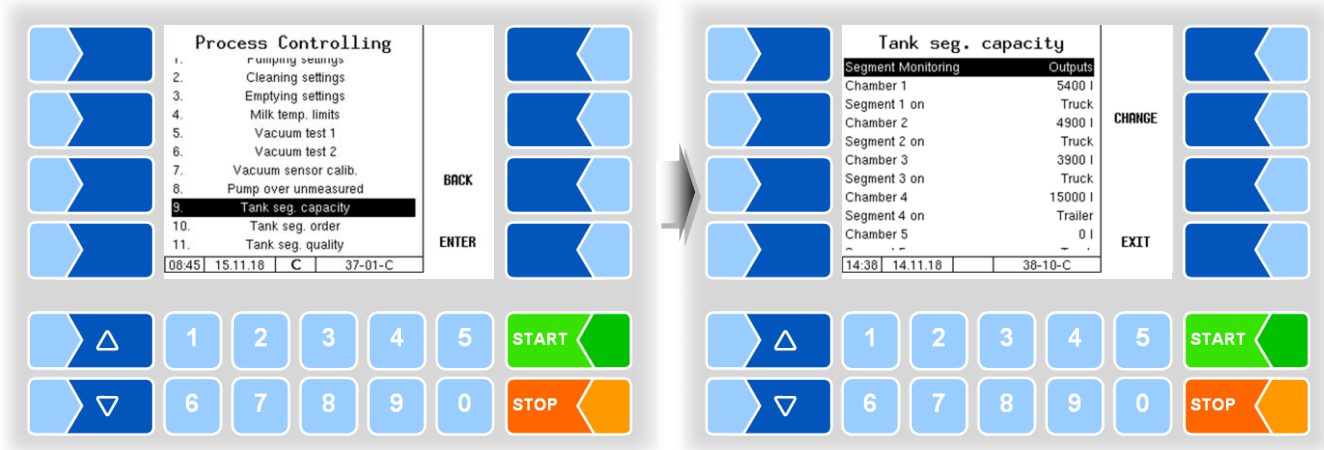 Process Controlling
1. Pumping settings
2. Cleaning settings
3. Emptying settings
4. Milk temp. limits
5. Vacuum test 1
6. Vacuum test 2
7. Vacuum sensor calib.
8. Pump over unmeasured
9. Tank seg. capacity
10. Tank seg. order
11. Tank seg. quality
BACK
ENTER
08:45 15.11.18 C 37-01-C
1 2 3 4 5 START
6 7 8 9 0 STOP
Tank seg. capacity
Segment Monitoring Outputs
Chamber 1 5400 l
Segment 1 on Truck
Chamber 2 4900 l
Segment 2 on Truck
Chamber 3 3900 l
Segment 3 on Truck
Chamber 4 15000 l
Segment 4 on Trailer
Chamber 5 0 l
CHANGE
EXIT
14:38 14.11.18 38-10-C
1 2 3 4 5 START
6 7 8 9 0 STOP